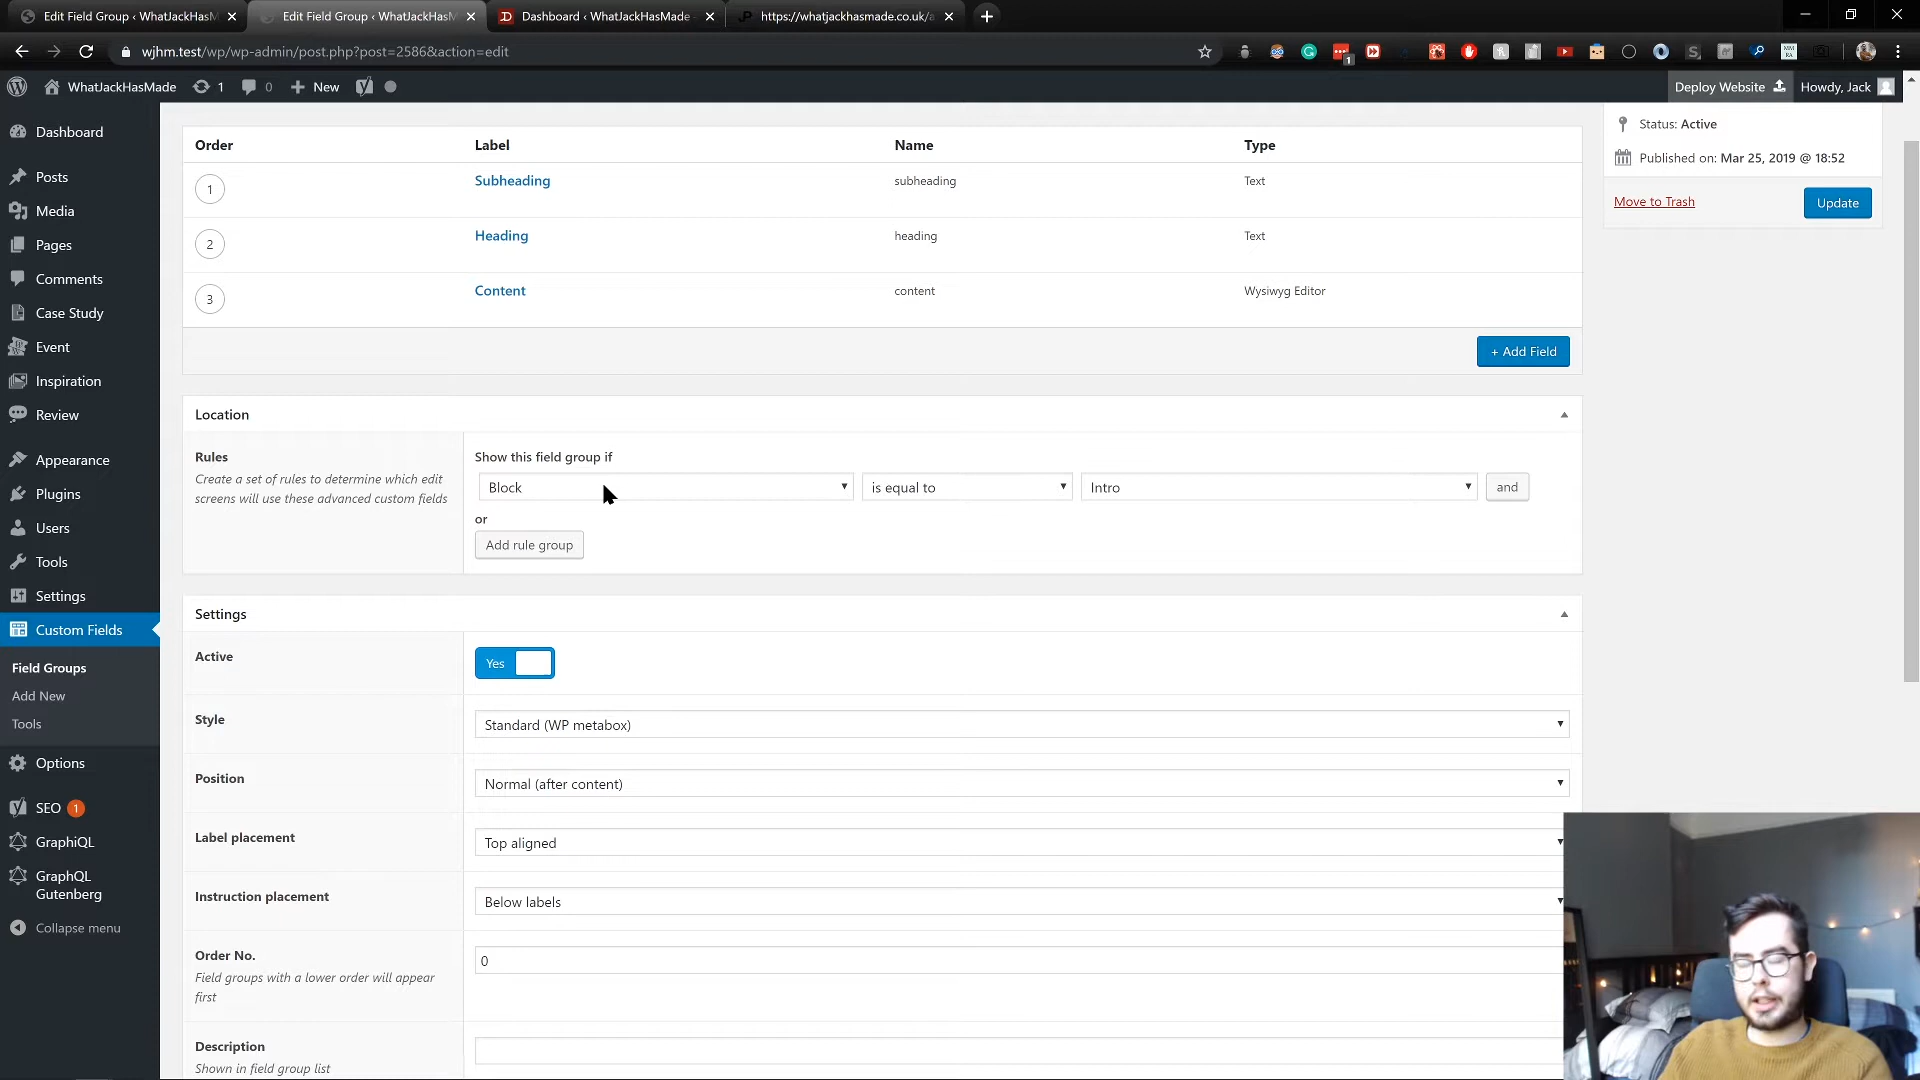 Edit Field Group ‹ WhatJackHasM
Edit Field Group ‹ WhatJackHasM
Dashboard ‹ WhatJackHasMade
https://whatjackhasmade.co.uk/
wjhm.test/wp/wp-admin/post.php?post=2586&action=edit
1
WhatJackHasMade
1
0
New
Deploy Website
Howdy, Jack
Dashboard
Posts
Media
Pages
Comments
Case Study
Event
Inspiration
Review
Appearance
Plugins
Users
Tools
Settings
Custom Fields
Field Groups
Add New
Tools
Options
SEO 1
GraphiQL
GraphQL
Gutenberg
Collapse menu
Order Label Name Type
1 Subheading subheading Text
2 Heading heading Text
3 Content content Wysiwyg Editor
+ Add Field
Status: Active
Published on: Mar 25, 2019 @ 18:52
Move to Trash Update
Location
Rules
Create a set of rules to determine which edit
screens will use these advanced custom fields
Show this field group if
Block is equal to Intro and
or
Add rule group
Settings
Active Yes
Style Standard (WP metabox)
Position Normal (after content)
Label placement Top aligned
Instruction placement Below labels
Order No. 0
Field groups with a lower order will appear
first
Description
Shown in field group list